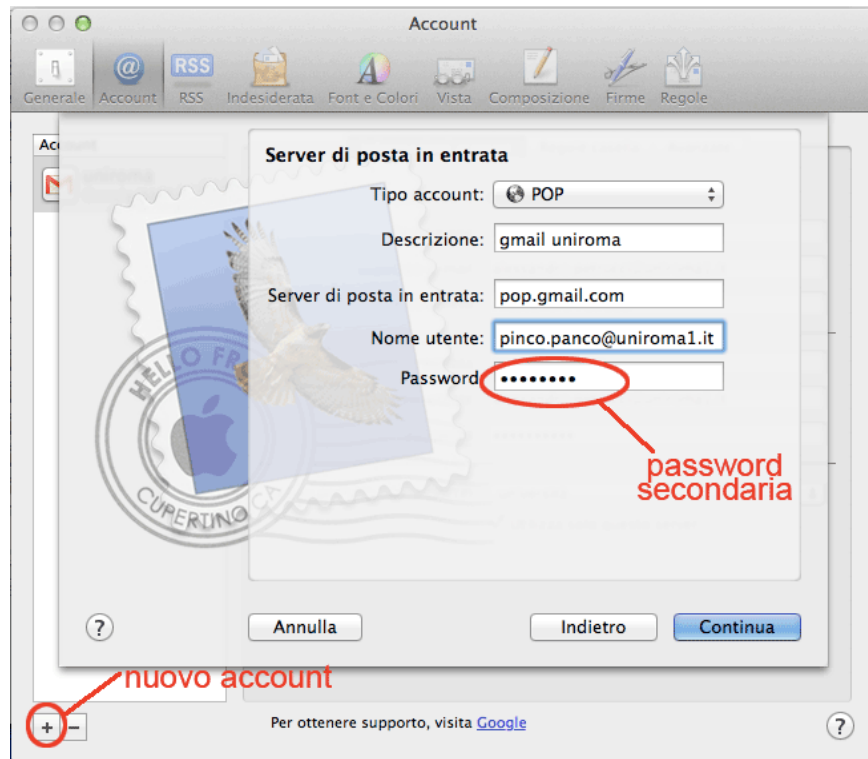 Account
Generale Account RSS Indesiderata Font e Colori Vista Composizione Firme Regole
RSS
Server di posta in entrata
Tipo account: POP
Descrizione: gmail uniroma
Server di posta in entrata: pop.gmail.com
Nome utente: pinco.panco@uniroma1.it
Password ••••••••
password
secondaria
HELLO FR
CUPERTINO CA
? Annulla Indietro Continua
nuovo account
+ − Per ottenere supporto, visita Google ?